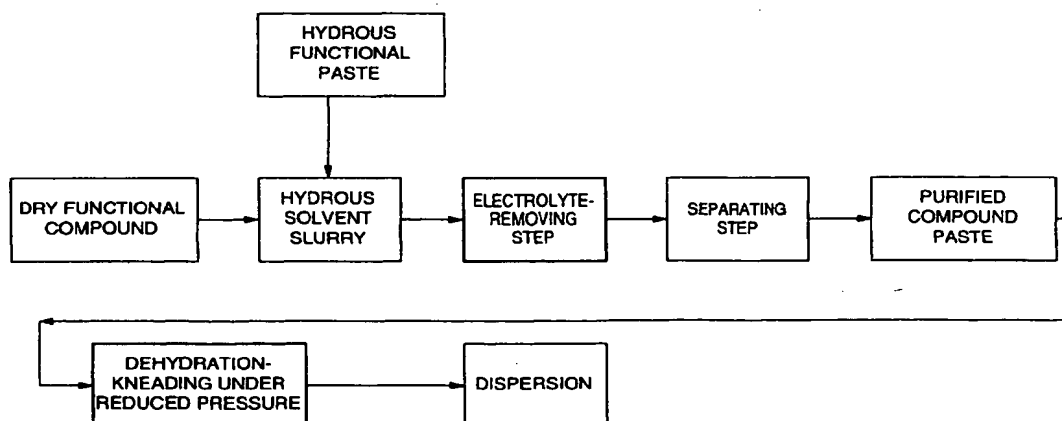 HYDROUS
FUNCTIONAL
PASTE
DRY FUNCTIONAL
COMPOUND
HYDROUS
SOLVENT
SLURRY
ELECTROLYTE-
REMOVING
STEP
SEPARATING
STEP
PURIFIED
COMPOUND
PASTE
DEHYDRATION-
KNEADING UNDER
REDUCED PRESSURE
DISPERSION